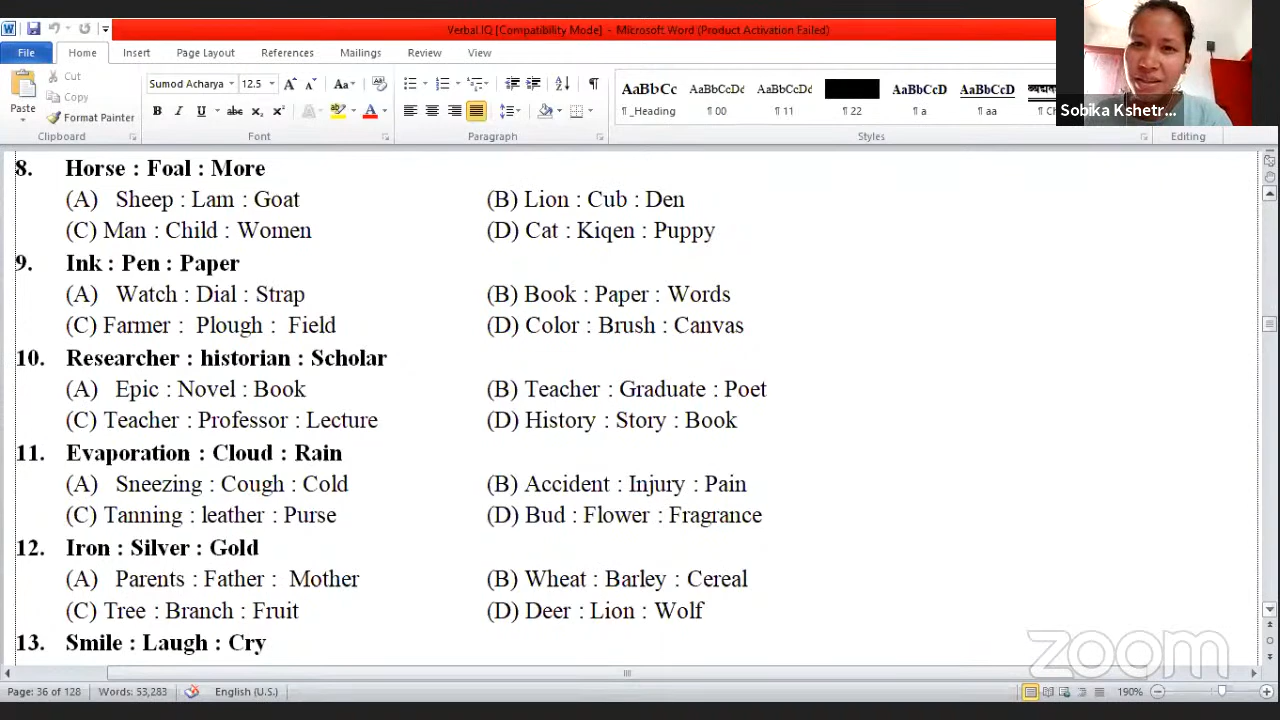 Verbal IQ [Compatibility Mode] - Microsoft Word (Product Activation Failed)
File Home Insert Page Layout References Mailings Review View
Paste
Cut
Copy
Format Painter
Clipboard
Sumod Acharya 12.5
Font
Paragraph
AaBbCc AaBbCcDc AaBbCcDc AaBbCcD AaBbCcD
¶ _Heading ¶ 00 ¶ 11 ¶ 22 ¶ a ¶ aa
Styles
Editing
Sobika Kshetr...
8. Horse : Foal : More
(A) Sheep : Lam : Goat (B) Lion : Cub : Den
(C) Man : Child : Women (D) Cat : Kiqen : Puppy
9. Ink : Pen : Paper
(A) Watch : Dial : Strap (B) Book : Paper : Words
(C) Farmer : Plough : Field (D) Color : Brush : Canvas
10. Researcher : historian : Scholar
(A) Epic : Novel : Book (B) Teacher : Graduate : Poet
(C) Teacher : Professor : Lecture (D) History : Story : Book
11. Evaporation : Cloud : Rain
(A) Sneezing : Cough : Cold (B) Accident : Injury : Pain
(C) Tanning : leather : Purse (D) Bud : Flower : Fragrance
12. Iron : Silver : Gold
(A) Parents : Father : Mother (B) Wheat : Barley : Cereal
(C) Tree : Branch : Fruit (D) Deer : Lion : Wolf
13. Smile : Laugh : Cry
zoom
Page: 36 of 128 Words: 53,283 English (U.S.) 190%